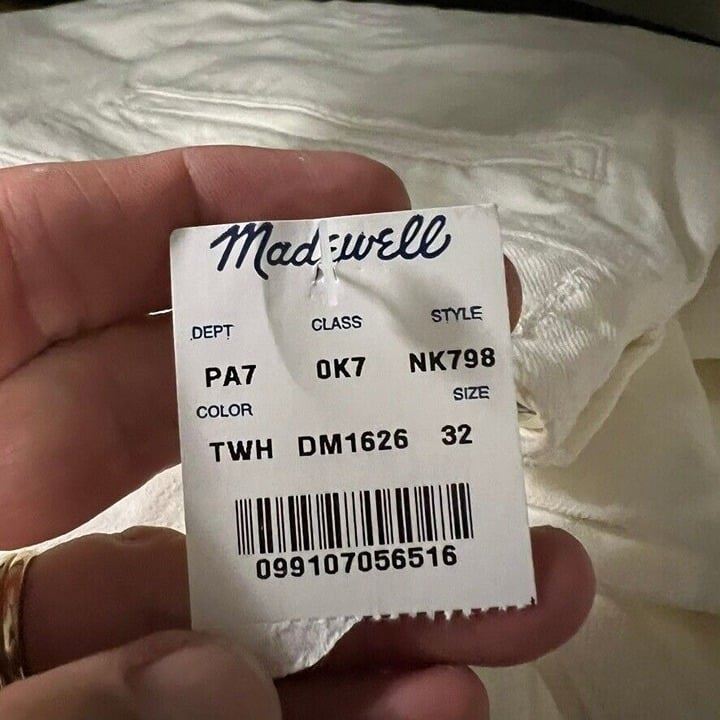 Madewell
DEPT CLASS STYLE
PA7 0K7 NK798
COLOR SIZE
TWH DM1626 32
099107056516